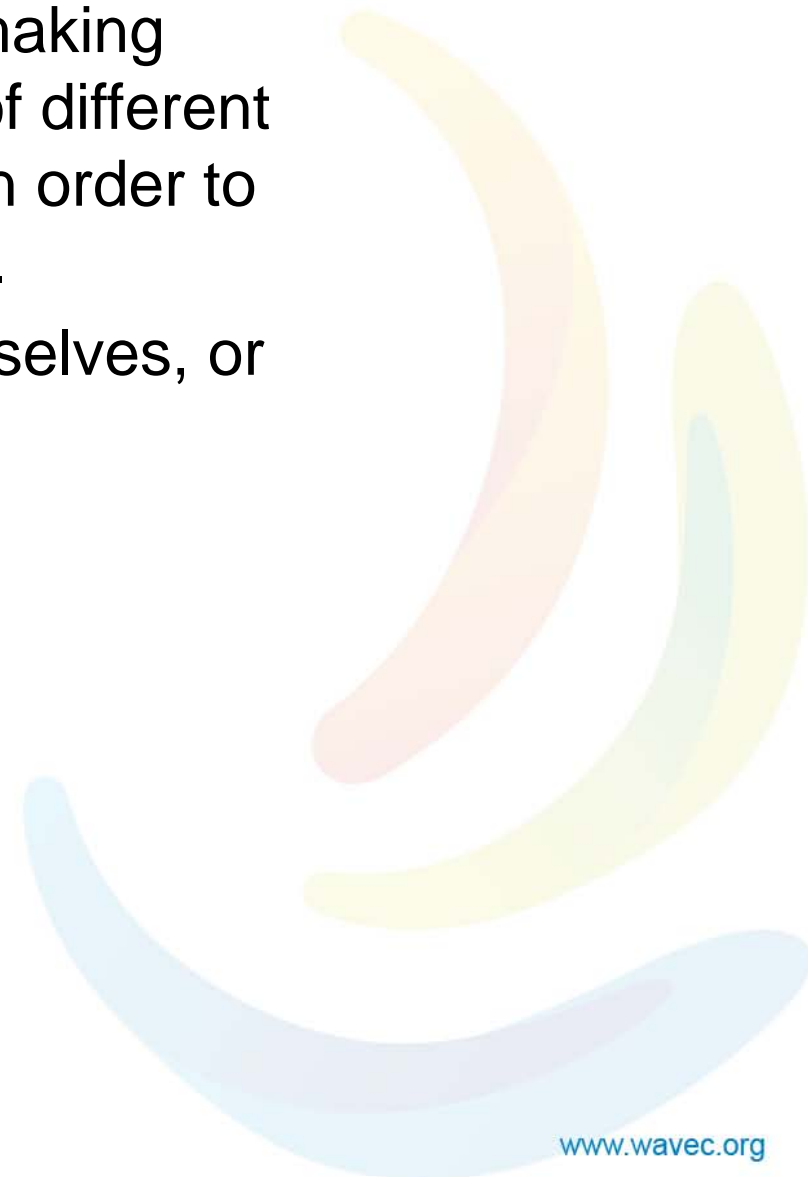 naking
of different
n order to
.
selves, or
www.wavec.org